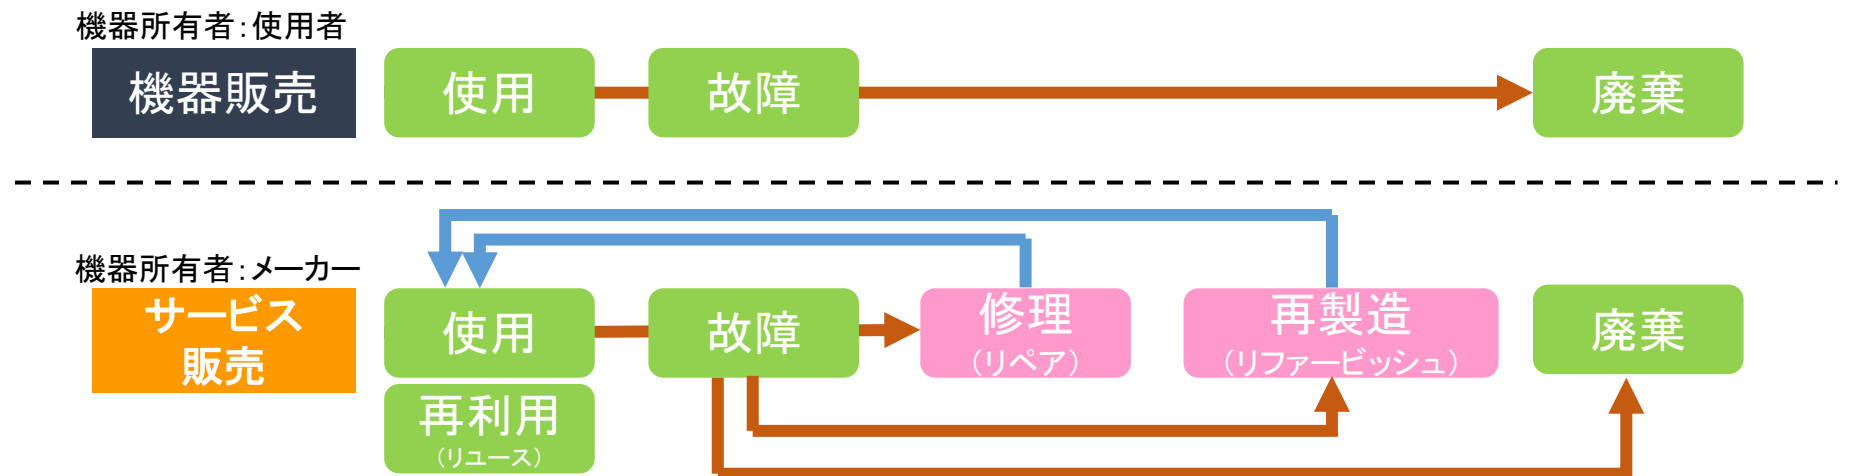 機器所有者：使用者
機器販売
使用
故障
廃棄
機器所有者：メーカー
サービス
販売
使用
故障
修理
（リペア）
再製造
（リファービッシュ）
廃棄
再利用
（リユース）